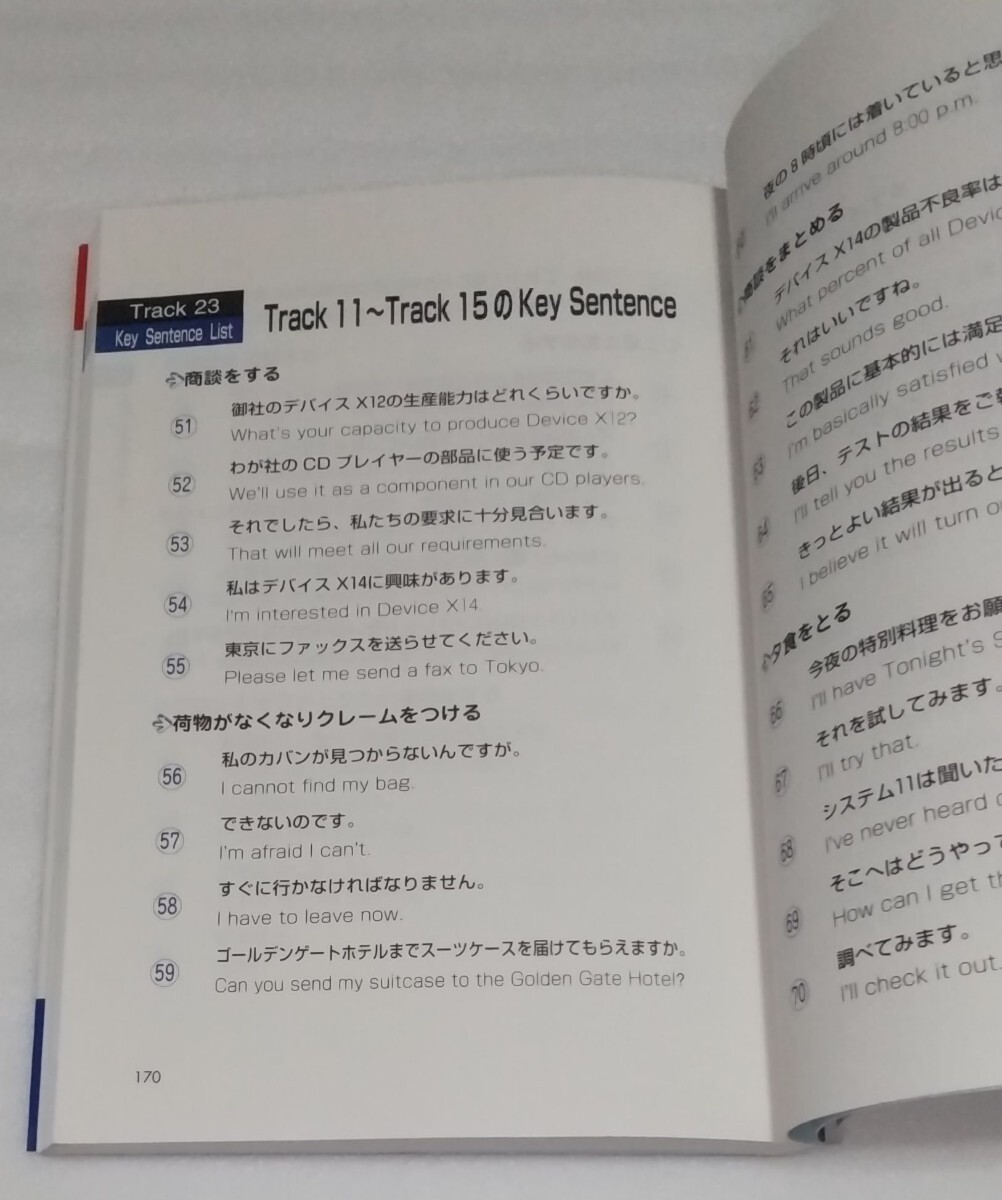 Track 23
Key Sentence List
Track 11〜Track 15のKey Sentence
商談をする
51
御社のデバイス X12の生産能力はどれくらいですか。
What's your capacity to produce Device X12?
52
わが社の CD プレイヤーの部品に使う予定です。
We'll use it as a component in our CD players.
53
それでしたら、私たちの要求に十分見合います。
That will meet all our requirements.
54
私はデバイス X14に興味があります。
I'm interested in Device X14.
55
東京にファックスを送らせてください。
Please let me send a fax to Tokyo.
荷物がなくなりクレームをつける
56
私のカバンが見つからないんですが。
I cannot find my bag.
57
できないのです。
I'm afraid I can't.
58
すぐに行かなければなりません。
I have to leave now.
59
ゴールデンゲートホテルまでスーツケースを届けてもらえますか。
Can you send my suitcase to the Golden Gate Hotel?
170
夜の 8 時頃には着いていると思
60
I'll arrive around 8:00 p.m.
商談をまとめる
デバイス X14の製品不良率は
61
What percent of all Devic
それはいいですね。
62
That sounds good.
この製品に基本的には満足
63
I'm basically satisfied
後日、テストの結果をご
64
I'll tell you the results
きっとよい結果が出ると
65
I believe it will turn
夕食をとる
今夜の特別料理をお願
66
I'll have Tonight's
それを試してみます。
67
I'll try that.
システム11は聞いた
68
I've never heard
そこへはどうやって
69
How can I get th
調べてみます。
70
I'll check it out.